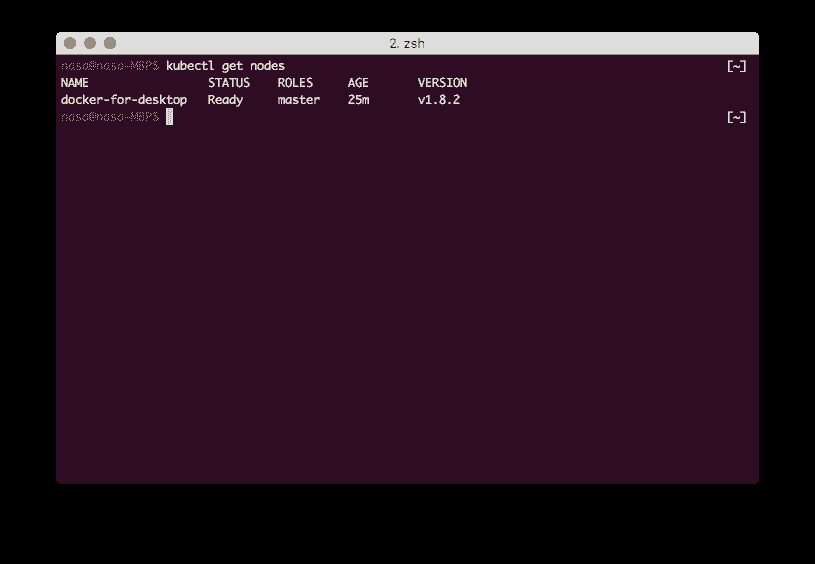 2. zsh
nasa@nasa-MBP$ kubectl get nodes [~]
NAME STATUS ROLES AGE VERSION
docker-for-desktop Ready master 25m v1.8.2
nasa@nasa-MBP$ [~]